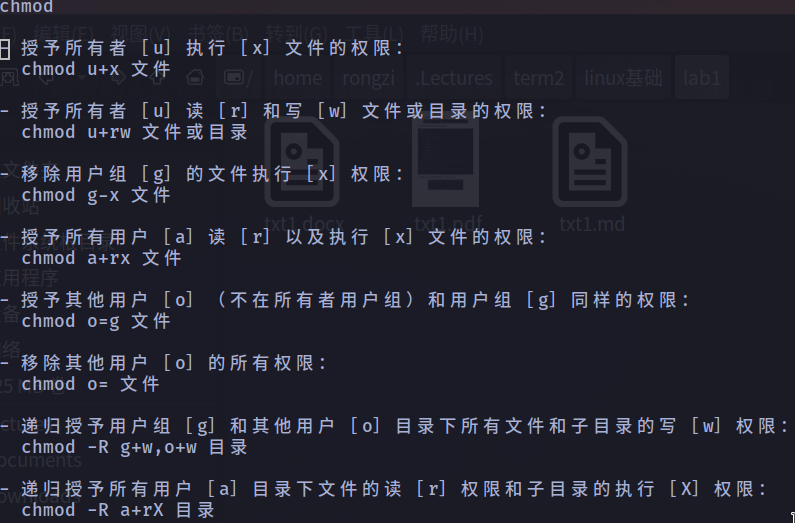 chmod
编辑(E) 视图(V) 书签(B) 转到(G) 工具(L) 帮助(H)
- 授予所有者 [u] 执行 [x] 文件的权限：
chmod u+x 文件
/ home rongzi .Lectures term2 linux基础 lab1
- 授予所有者 [u] 读 [r] 和写 [w] 文件或目录的权限：
chmod u+rw 文件或目录
- 移除用户组 [g] 的文件执行 [x] 权限：
chmod g-x 文件
txt1.docx txt1.pdf txt1.md
- 授予所有用户 [a] 读 [r] 以及执行 [x] 文件的权限：
chmod a+rx 文件
- 授予其他用户 [o] （不在所有者用户组）和用户组 [g] 同样的权限：
chmod o=g 文件
- 移除其他用户 [o] 的所有权限：
chmod o= 文件
- 递归授予用户组 [g] 和其他用户 [o] 目录下所有文件和子目录的写 [w] 权限：
chmod -R g+w,o+w 目录
- 递归授予所有用户 [a] 目录下文件的读 [r] 权限和子目录的执行 [X] 权限：
chmod -R a+rX 目录